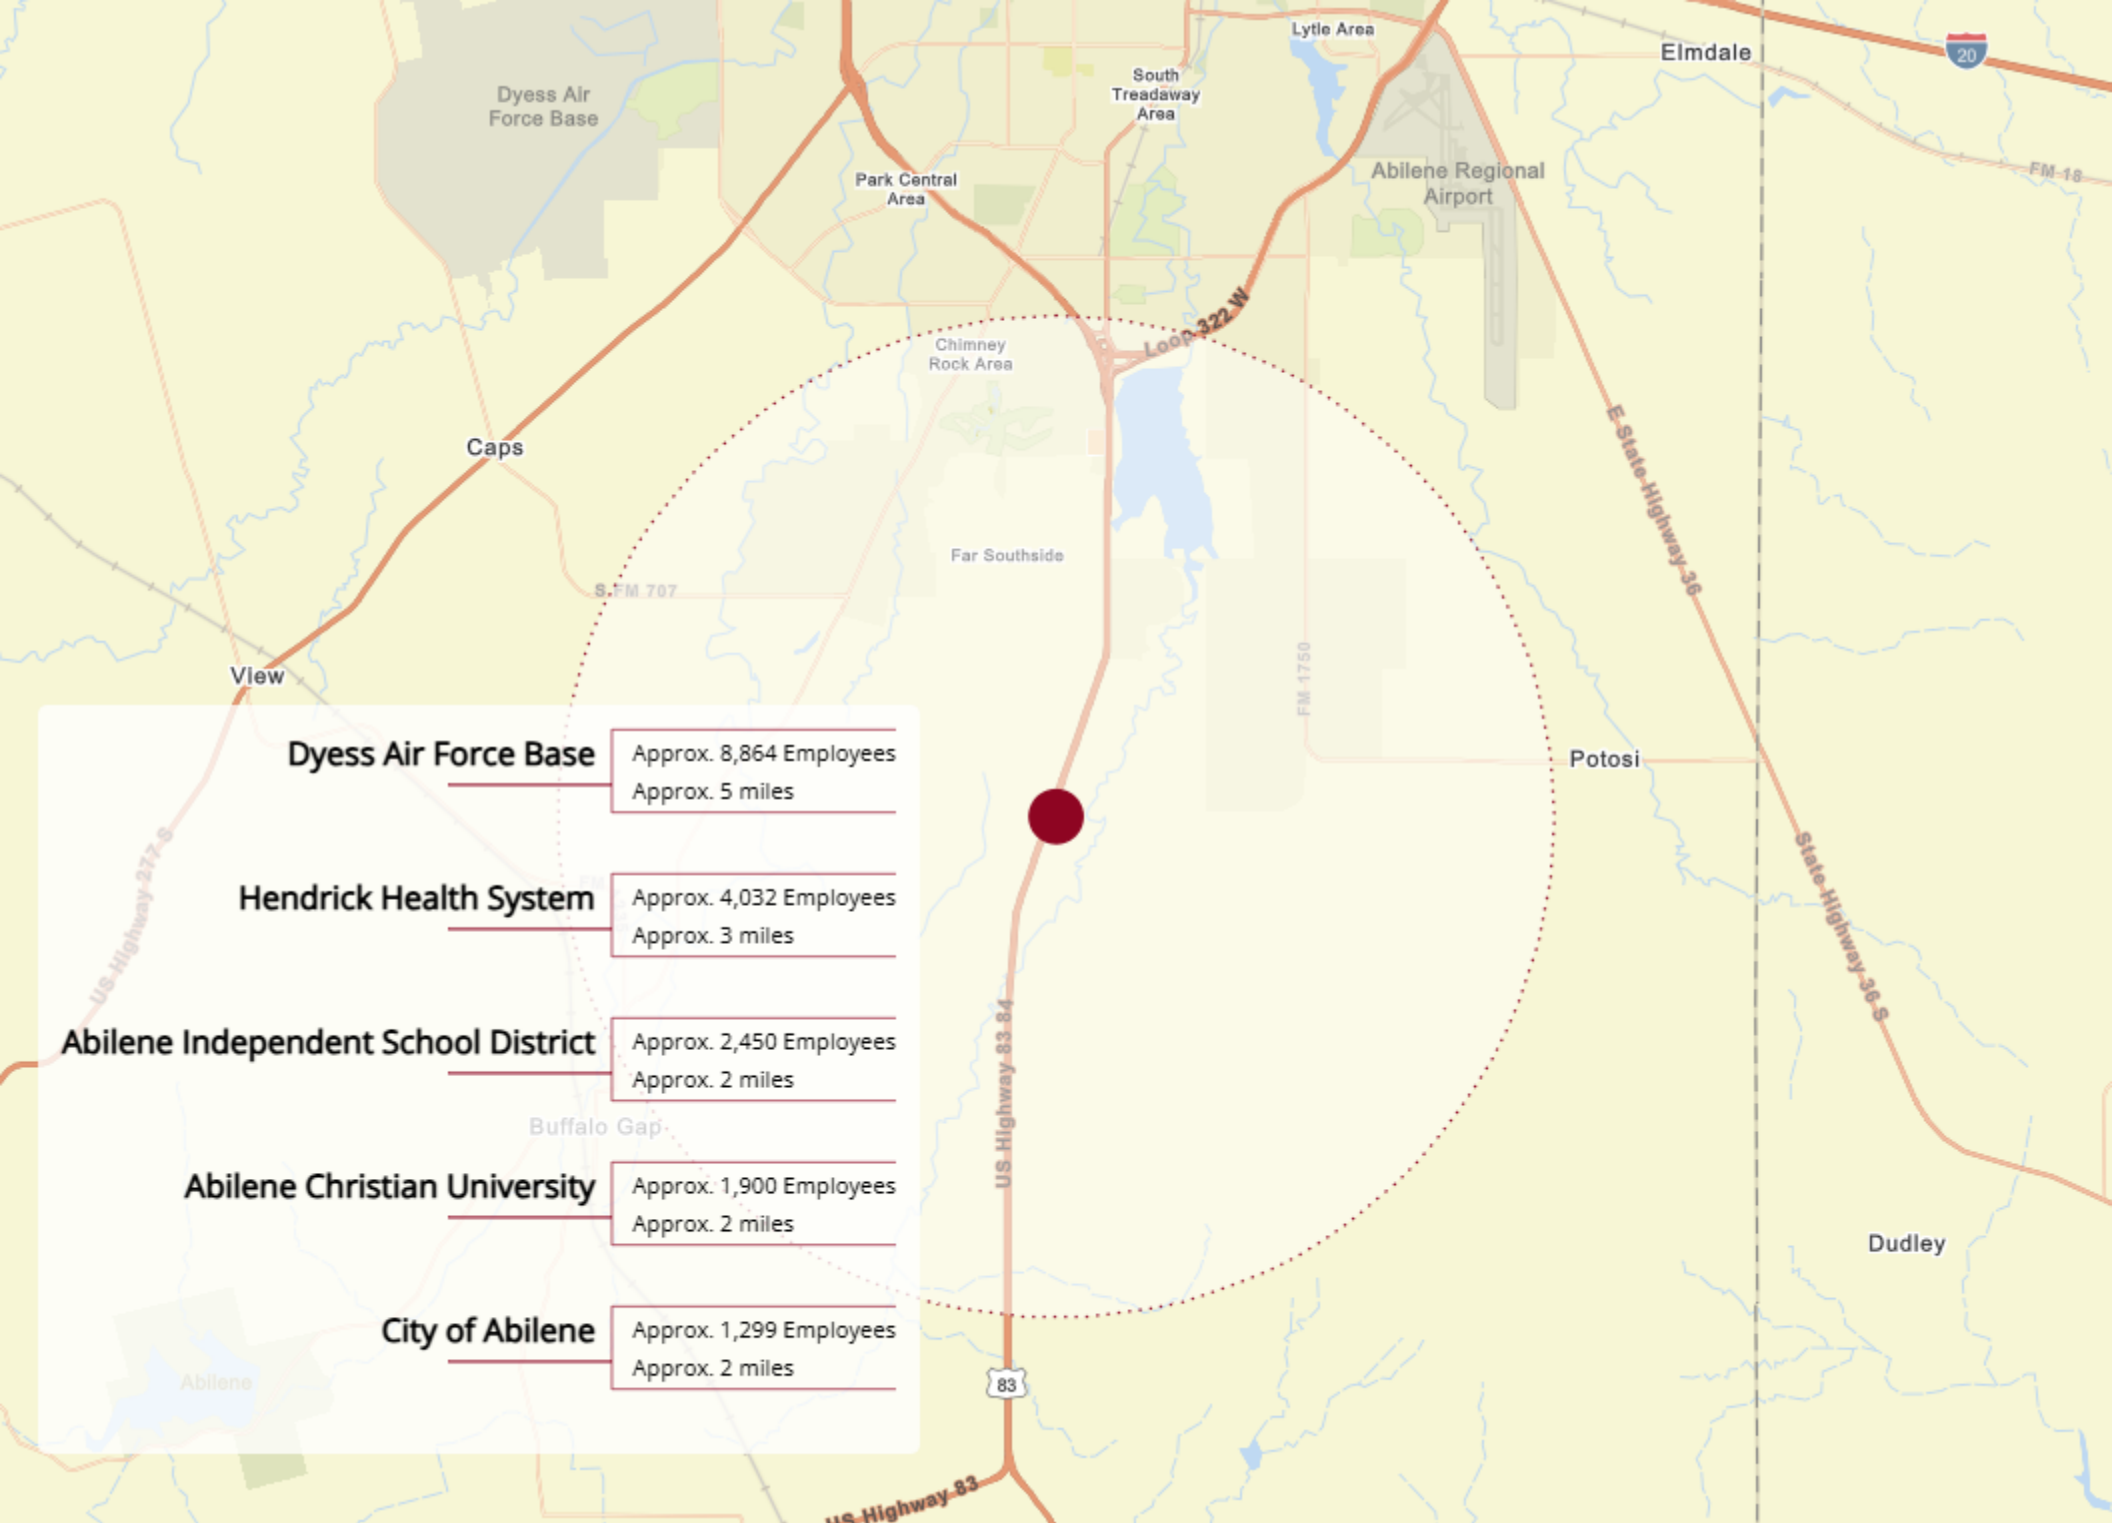 Lytle Area
Elmdale
20
Dyess Air
Force Base
South
Treadaway
Area
Park Central
Area
Abilene Regional
Airport
FM 18
Loop 322 W
Chimney
Rock Area
Caps
E State Highway 36
Far Southside
S FM 707
View
FM 1750
Potosi
Dyess Air Force Base
Approx. 8,864 Employees
Approx. 5 miles
US Highway 277 S
State Highway 36 S
Hendrick Health System
Approx. 4,032 Employees
Approx. 3 miles
Abilene Independent School District
Approx. 2,450 Employees
Approx. 2 miles
US Highway 83 84
Buffalo Gap
Abilene Christian University
Approx. 1,900 Employees
Approx. 2 miles
Dudley
City of Abilene
Approx. 1,299 Employees
Approx. 2 miles
Abilene
83
US Highway 83